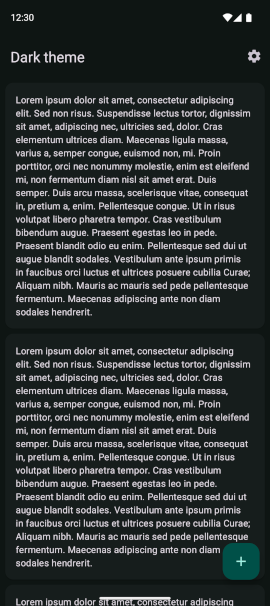 12:30
Dark theme
Lorem ipsum dolor sit amet, consectetur adipiscing
elit. Sed non risus. Suspendisse lectus tortor, dignissim
sit amet, adipiscing nec, ultricies sed, dolor. Cras
elementum ultrices diam. Maecenas ligula massa,
varius a, semper congue, euismod non, mi. Proin
porttitor, orci nec nonummy molestie, enim est eleifend
mi, non fermentum diam nisl sit amet erat. Duis
semper. Duis arcu massa, scelerisque vitae, consequat
in, pretium a, enim. Pellentesque congue. Ut in risus
volutpat libero pharetra tempor. Cras vestibulum
bibendum augue. Praesent egestas leo in pede.
Praesent blandit odio eu enim. Pellentesque sed dui ut
augue blandit sodales. Vestibulum ante ipsum primis
in faucibus orci luctus et ultrices posuere cubilia Curae;
Aliquam nibh. Mauris ac mauris sed pede pellentesque
fermentum. Maecenas adipiscing ante non diam
sodales hendrerit.
Lorem ipsum dolor sit amet, consectetur adipiscing
elit. Sed non risus. Suspendisse lectus tortor, dignissim
sit amet, adipiscing nec, ultricies sed, dolor. Cras
elementum ultrices diam. Maecenas ligula massa,
varius a, semper congue, euismod non, mi. Proin
porttitor, orci nec nonummy molestie, enim est eleifend
mi, non fermentum diam nisl sit amet erat. Duis
semper. Duis arcu massa, scelerisque vitae, consequat
in, pretium a, enim. Pellentesque congue. Ut in risus
volutpat libero pharetra tempor. Cras vestibulum
bibendum augue. Praesent egestas leo in pede.
Praesent blandit odio eu enim. Pellentesque sed dui ut
augue blandit sodales. Vestibulum ante ipsum primis
in faucibus orci luctus et ultrices posuere cubilia Curae;
Aliquam nibh. Mauris ac mauris sed pede
fermentum. Maecenas adipiscing ante non diam
sodales hendrerit.
Lorem ipsum dolor sit amet, consectetur adipiscing